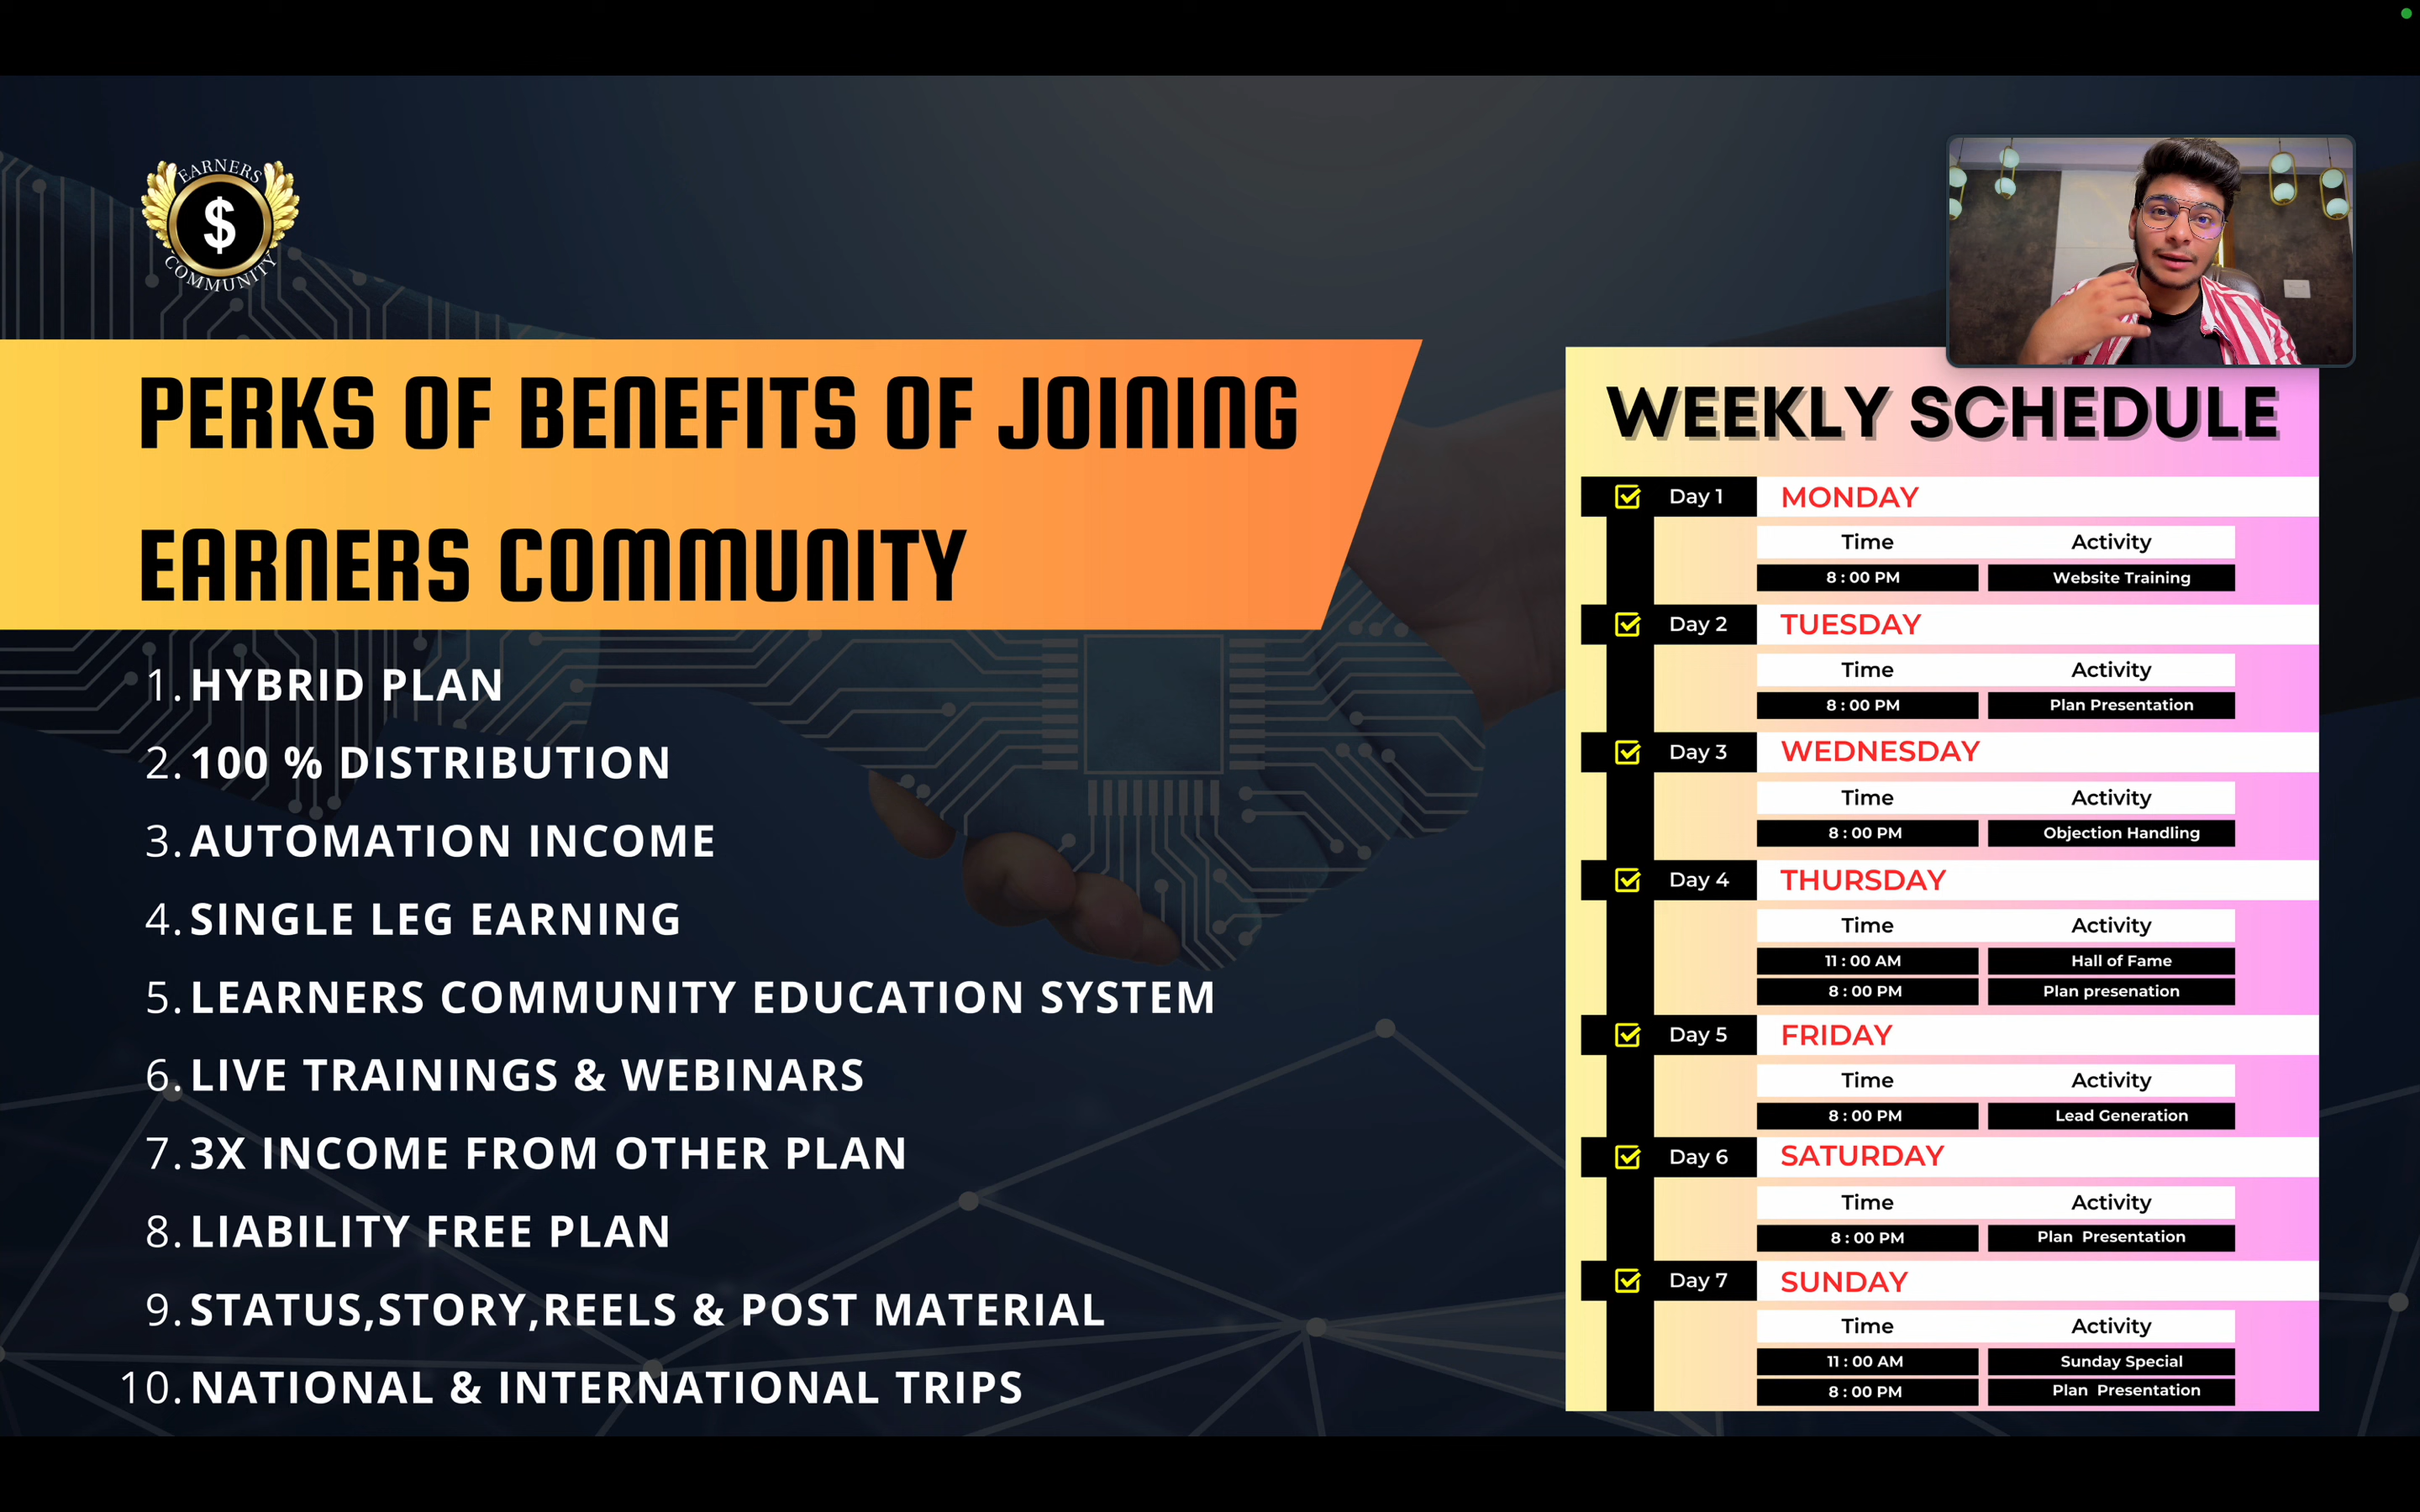 EARNERS
$
COMMUNITY
PERKS OF BENEFITS OF JOINING
EARNERS COMMUNITY
1. HYBRID PLAN
2. 100 % DISTRIBUTION
3. AUTOMATION INCOME
4. SINGLE LEG EARNING
5. LEARNERS COMMUNITY EDUCATION SYSTEM
6. LIVE TRAININGS & WEBINARS
7. 3X INCOME FROM OTHER PLAN
8. LIABILITY FREE PLAN
9. STATUS,STORY,REELS & POST MATERIAL
10. NATIONAL & INTERNATIONAL TRIPS
WEEKLY SCHEDULE
Day 1 MONDAY
Time Activity
8 : 00 PM Website Training
Day 2 TUESDAY
Time Activity
8 : 00 PM Plan Presentation
Day 3 WEDNESDAY
Time Activity
8 : 00 PM Objection Handling
Day 4 THURSDAY
Time Activity
11 : 00 AM Hall of Fame
8 : 00 PM Plan presenation
Day 5 FRIDAY
Time Activity
8 : 00 PM Lead Generation
Day 6 SATURDAY
Time Activity
8 : 00 PM Plan Presentation
Day 7 SUNDAY
Time Activity
11 : 00 AM Sunday Special
8 : 00 PM Plan Presentation